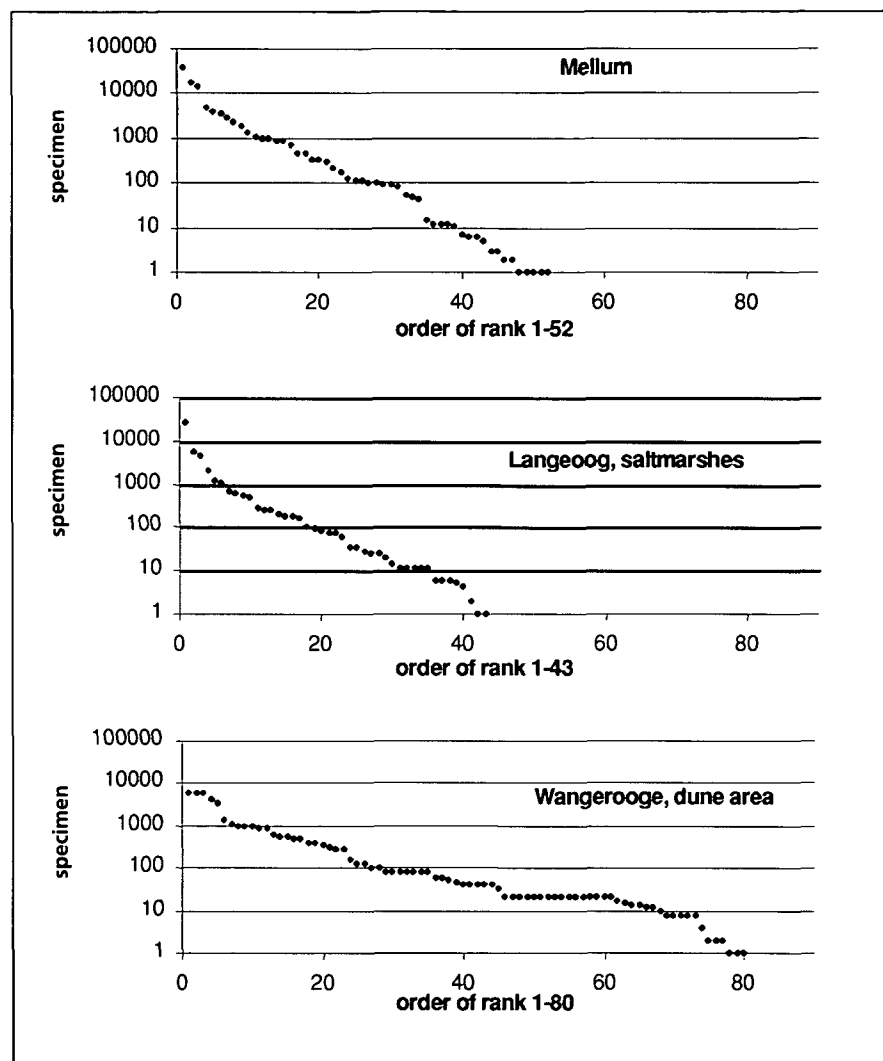 100000
Mellum
10000
1000
100
10
1
specimen
0 20 40 60 80
order of rank 1-52
100000
10000
Langeoog, saltmarshes
1000
100
10
1
specimen
0 20 40 60 80
order of rank 1-43
100000
10000
Wangerooge, dune area
1000
100
10
1
specimen
0 20 40 60 80
order of rank 1-80